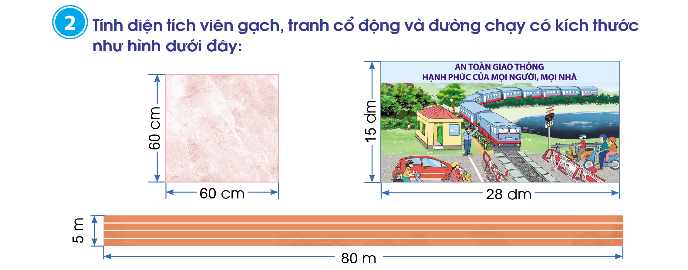 2 Tính diện tích viên gạch, tranh cổ động và đường chạy có kích thước
như hình dưới đây:
AN TOÀN GIAO THÔNG
HẠNH PHÚC CỦA MỌI NGƯỜI, MỌI NHÀ
60 cm
15 dm
60 cm
28 dm
5 m
80 m